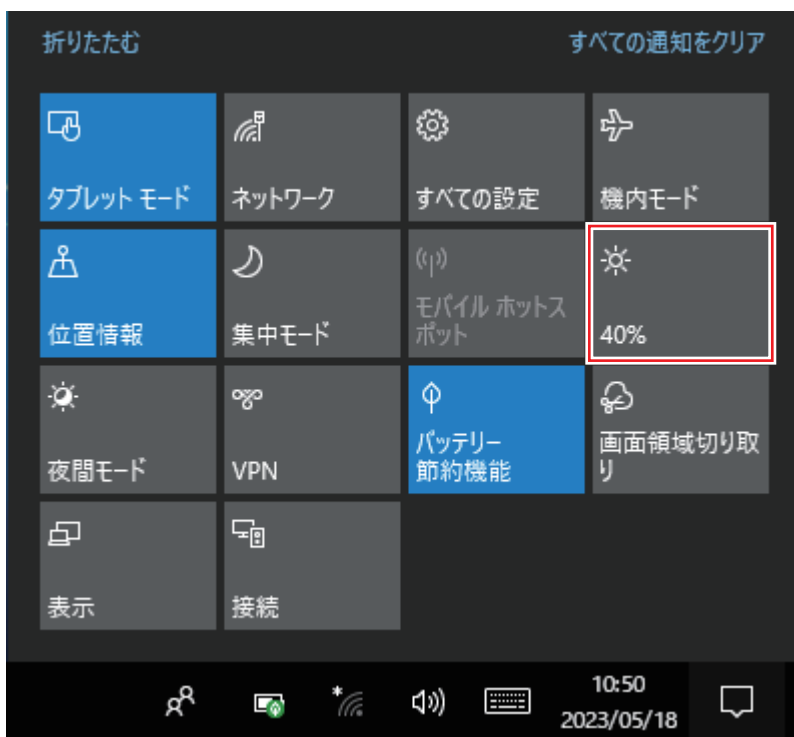 折りたたむ すべての通知をクリア
タブレット モード ネットワーク すべての設定 機内モード
位置情報 集中モード モバイル ホットス
ポット 40%
夜間モード VPN バッテリー
節約機能 画面領域切り取
り
表示 接続
10:50
2023/05/18